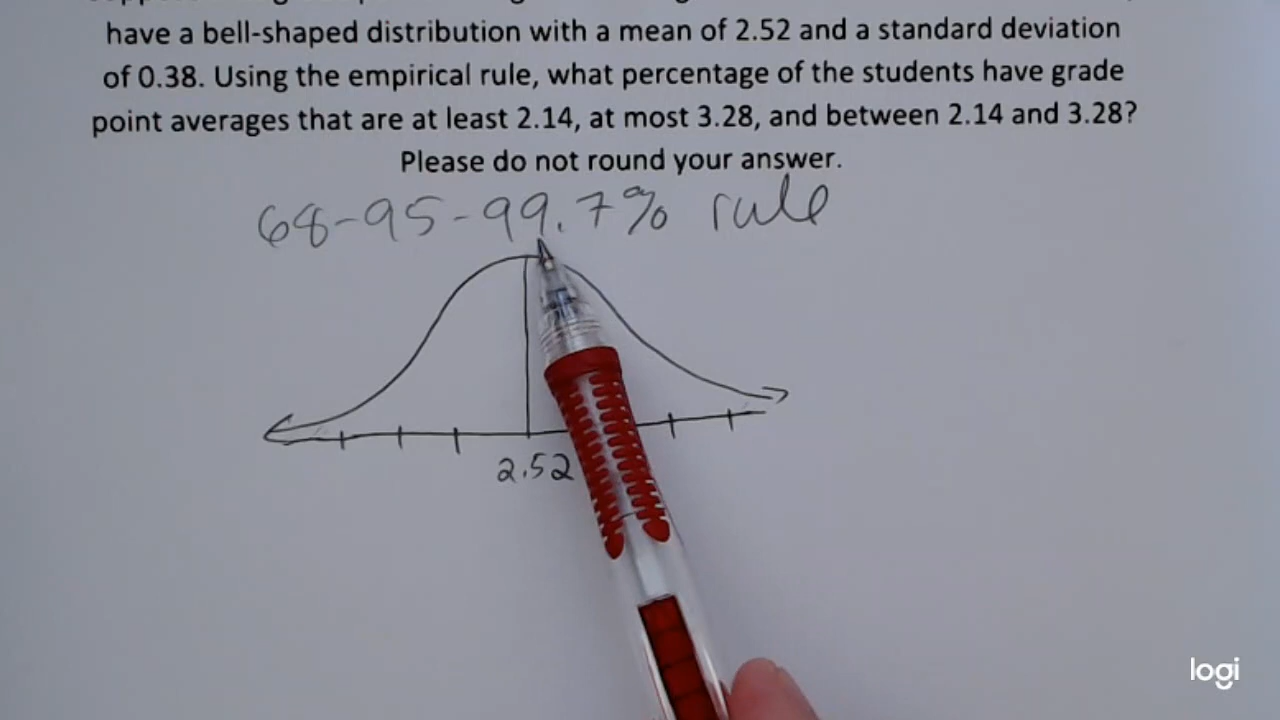 have a bell-shaped distribution with a mean of 2.52 and a standard deviation
of 0.38. Using the empirical rule, what percentage of the students have grade
point averages that are at least 2.14, at most 3.28, and between 2.14 and 3.28?
Please do not round your answer.
68-95-99.7% rule
2.52
logi